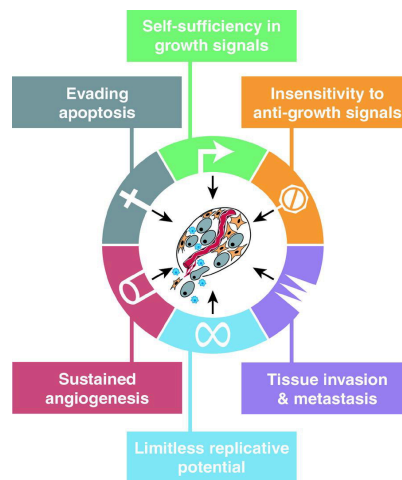 Self-sufficiency in
growth signals
Evading
apoptosis
Insensitivity to
anti-growth signals
Sustained
angiogenesis
Tissue invasion
& metastasis
Limitless replicative
potential